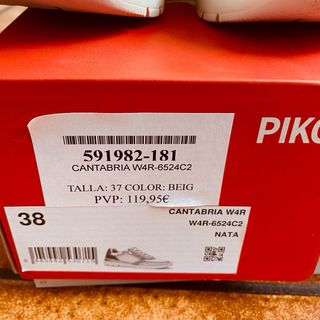 PIKO
591982-181
CANTABRIA W4R-6524C2
TALLA: 37 COLOR: BEIG
PVP: 119,95€
38
CANTABRIA W4R
W4R-6524C2
NATA